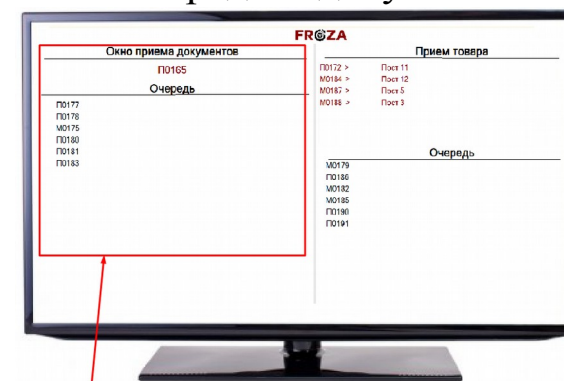 FROZA
Окно приема документов
П0165
Очередь
П0177
П0178
М0175
П0180
П0181
П0183
Прием товара
П0172 > Пост 11
М0184 > Пост 12
М0187 > Пост 5
М0188 > Пост 3
Очередь
М0179
П0186
М0182
М0185
П0190
П0191